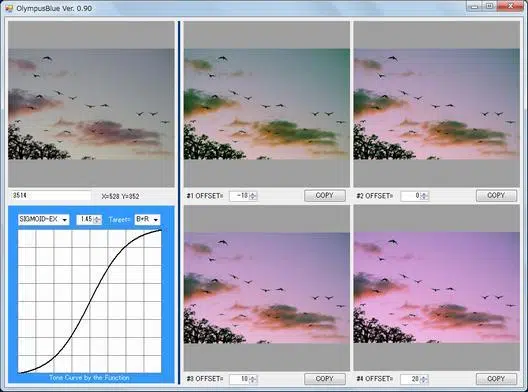 OlympusBlue Ver. 0.90
3514 X=528 Y=352
#1 OFFSET= -10 COPY
#2 OFFSET= 0 COPY
SIGMOID-EX 1.45 Target= B+R
Tone Curve by the Function
#3 OFFSET= 10 COPY
#4 OFFSET= 20 COPY